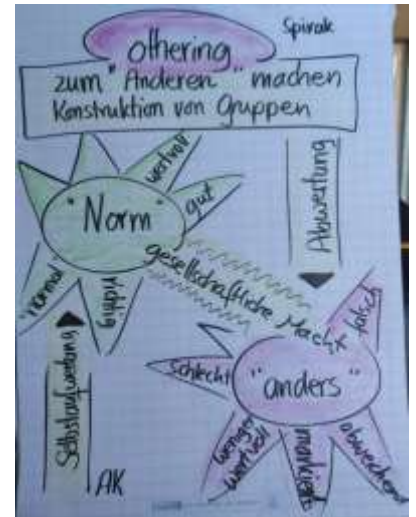 othering
Spivak
zum "Anderen" machen
Konstruktion von Gruppen
wertvoll
gut
"Norm"
normal
richtig
Abwertung
gesellschaftliche Macht
falsch
schlecht
"anders"
weniger
wertvoll
markiert
abweichend
Selbstaufwertung
AK